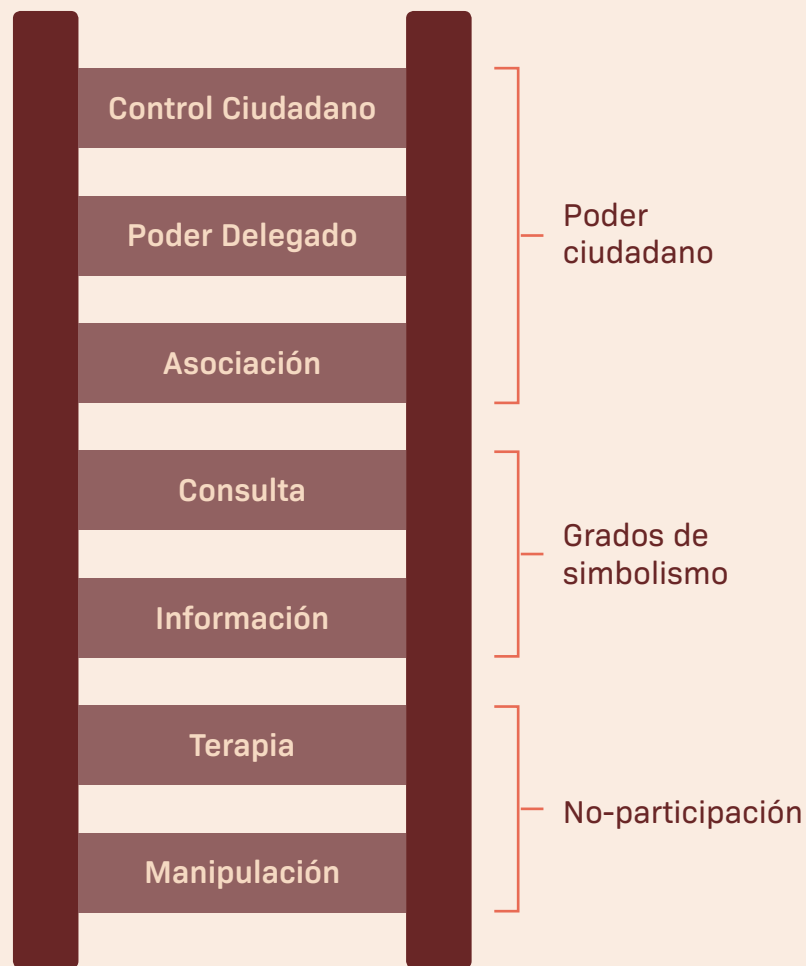 Control Ciudadano
Poder Delegado
Asociación
Poder
ciudadano
Consulta
Información
Grados de
simbolismo
Terapia
Manipulación
No-participación